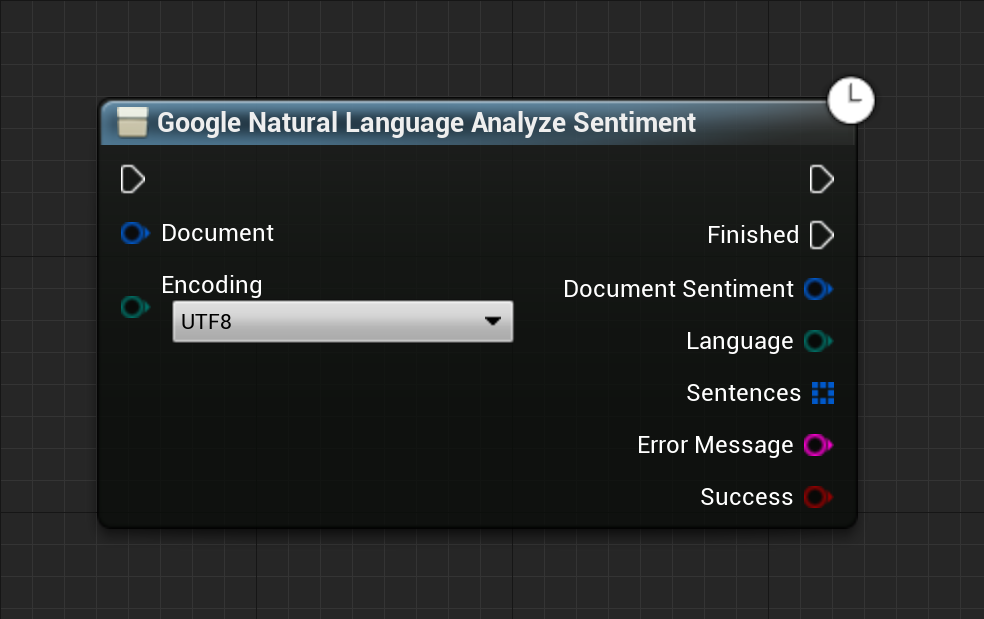 Google Natural Language Analyze Sentiment
Document
Finished
Encoding
UTF8
Document Sentiment
Language
Sentences
Error Message
Success